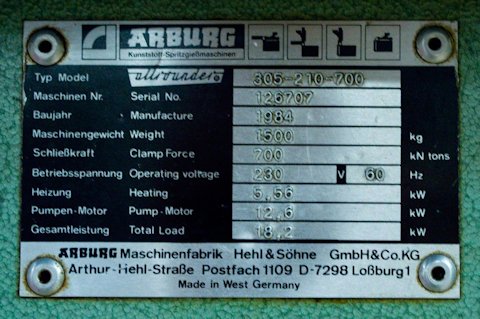 ARBURG
Kunststoff-Spritzgießmaschinen
Typ Model allrounder 305-210-700
Maschinen Nr. Serial No. 126707
Baujahr Manufacture 1984
Maschinengewicht Weight 1500 kg
Schließkraft Clamp Force 700 kN tons
Betriebsspannung Operating voltage 230 V 60 Hz
Heizung Heating 5,56 kW
Pumpen-Motor Pump-Motor 12,6 kW
Gesamtleistung Total Load 18,2 kW
ARBURG Maschinenfabrik Hehl & Söhne GmbH & Co.KG
Arthur-Hehl-Straße Postfach 1109 D-7298 Loßburg 1
Made in West Germany